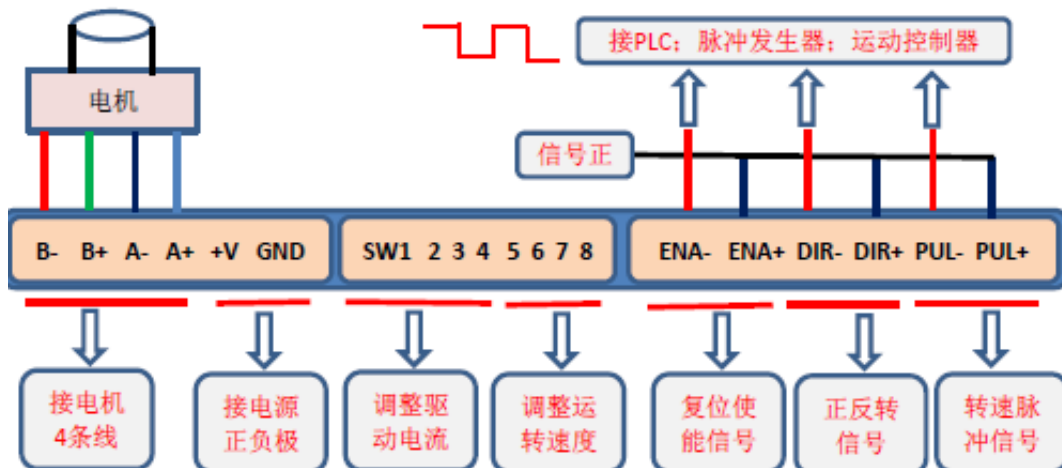 接PLC；脉冲发生器；运动控制器
电机
信号正
B- B+ A- A+ +V GND
SW1 2 3 4 5 6 7 8
ENA- ENA+ DIR- DIR+ PUL- PUL+
接电机
4条线
接电源
正负极
调整驱
动电流
调整运
转速度
复位使
能信号
正反转
信号
转速脉
冲信号